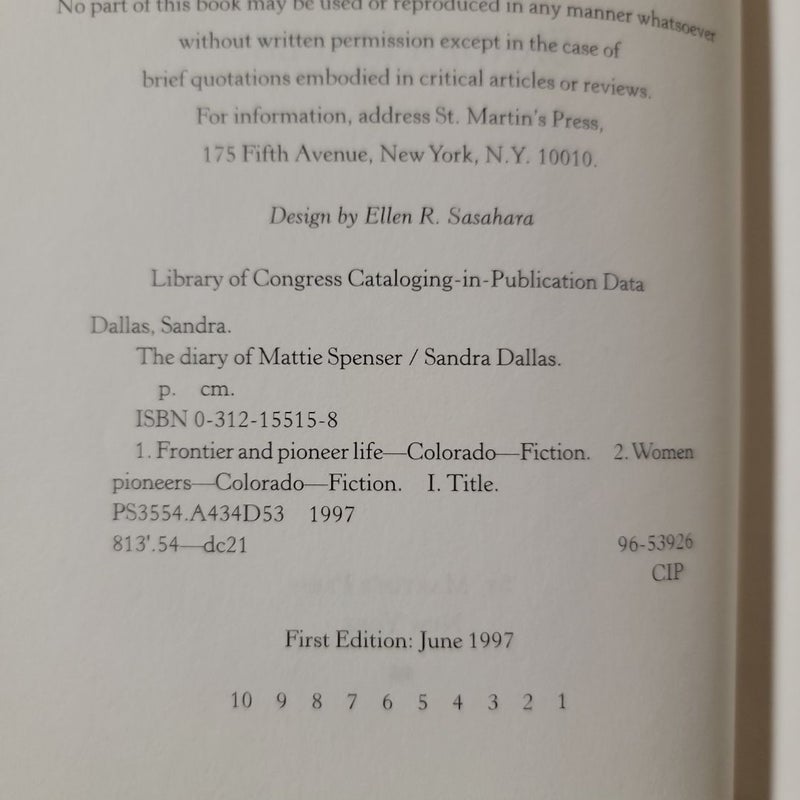 No part of this book may be used or reproduced in any manner whatsoever
without written permission except in the case of
brief quotations embodied in critical articles or reviews.
For information, address St. Martin's Press,
175 Fifth Avenue, New York, N.Y. 10010.
Design by Ellen R. Sasahara
Library of Congress Cataloging-in-Publication Data
Dallas, Sandra.
The diary of Mattie Spenser / Sandra Dallas.
p. cm.
ISBN 0-312-15515-8
1. Frontier and pioneer life—Colorado—Fiction. 2. Women
pioneers—Colorado—Fiction. I. Title.
PS3554.A434D53 1997
813'.54—dc21 96-53926
CIP
First Edition: June 1997
10 9 8 7 6 5 4 3 2 1